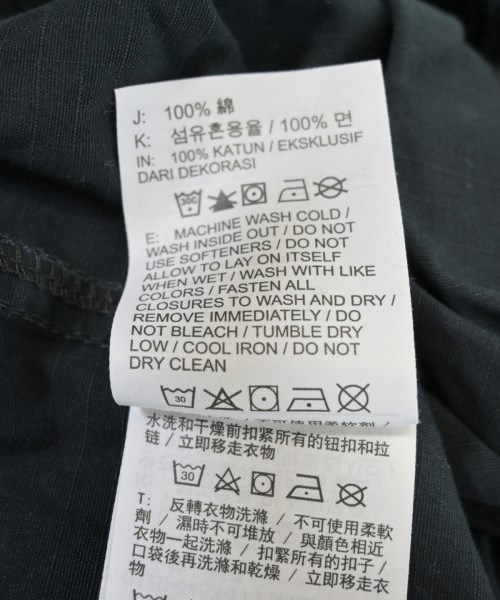 J: 100% 綿
K: 섬유혼용율 / 100% 면
IN: 100% KATUN / EKSKLUSIF
DARI DEKORASI
30C
E: MACHINE WASH COLD /
WASH INSIDE OUT / DO NOT
USE SOFTENERS / DO NOT
ALLOW TO LAY ON ITSELF
WHEN WET / WASH WITH LIKE
COLORS / FASTEN ALL
CLOSURES TO WASH AND DRY /
REMOVE IMMEDIATELY / DO
NOT BLEACH / TUMBLE DRY
LOW / COOL IRON / DO NOT
DRY CLEAN
30
水洗和干燥前扣紧所有的钮扣和拉
链 / 立即移走衣物
30
T: 反轉衣物洗滌 / 不可使用柔軟
劑 / 濕時不可堆放 / 與顏色相近
衣物一起洗滌 / 扣緊所有的扣子 /
口袋後再洗滌和乾燥 / 立即移走衣
物